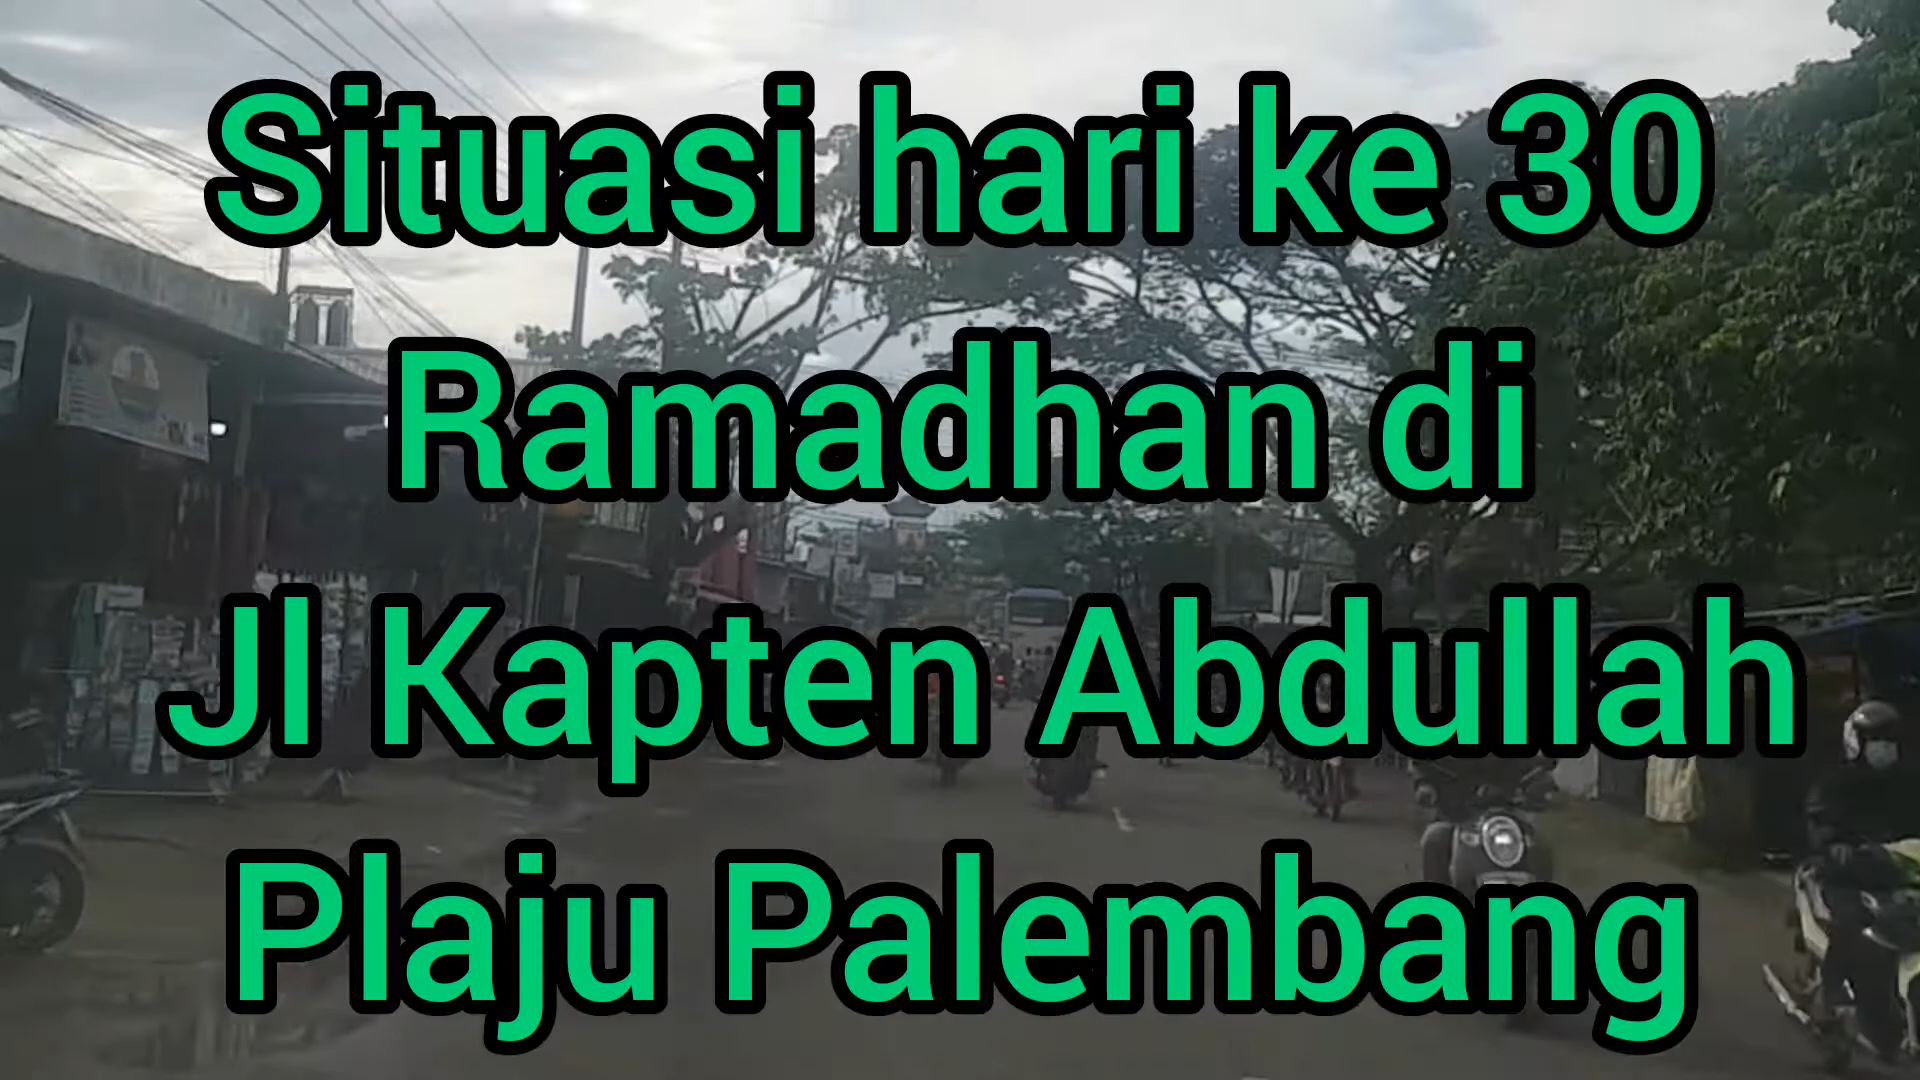 Situasi hari ke 30
Ramadhan di
Jl Kapten Abdullah
Plaju Palembang